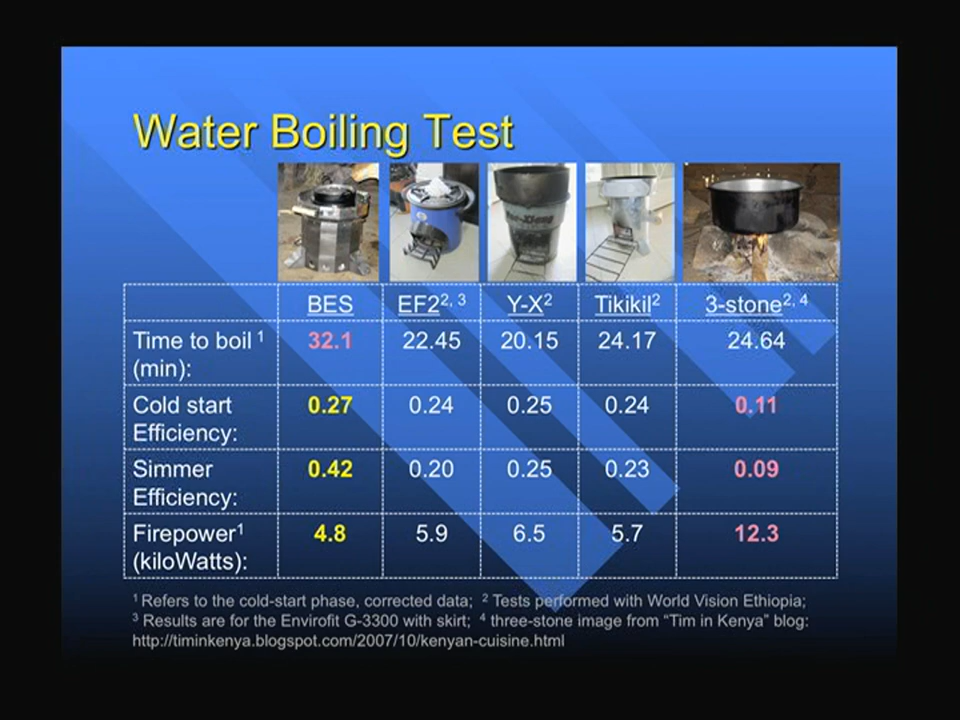 Water Boiling Test
BES EF2², ³ Y-X² Tikikil² 3-stone², ⁴
Time to boil ¹ (min): 32.1 22.45 20.15 24.17 24.64
Cold start Efficiency: 0.27 0.24 0.25 0.24 0.11
Simmer Efficiency: 0.42 0.20 0.25 0.23 0.09
Firepower¹ (kiloWatts): 4.8 5.9 6.5 5.7 12.3
¹ Refers to the cold-start phase, corrected data; ² Tests performed with World Vision Ethiopia;
³ Results are for the Envirofit G-3300 with skirt; ⁴ three-stone image from “Tim in Kenya” blog:
http://timinkenya.blogspot.com/2007/10/kenyan-cuisine.html